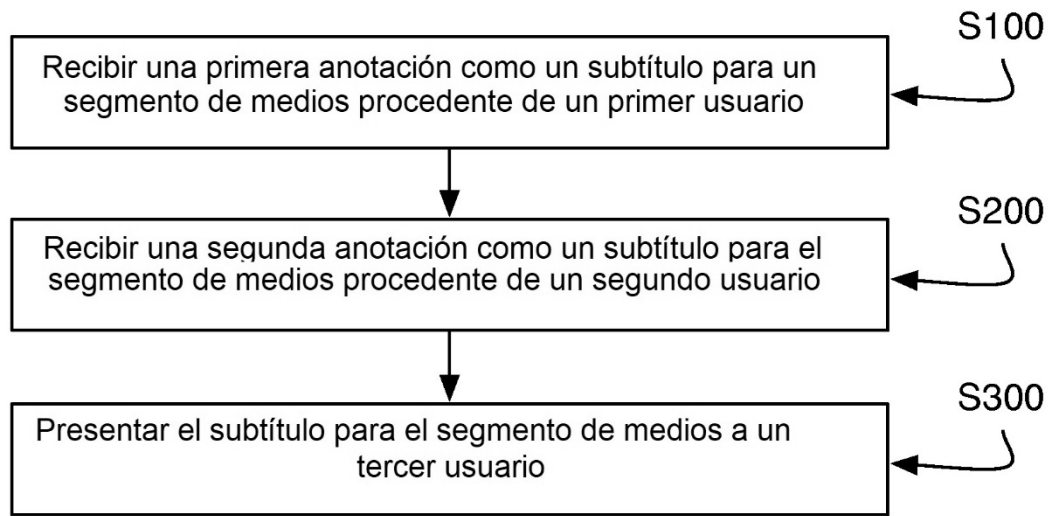 S100
Recibir una primera anotación como un subtítulo para un
segmento de medios procedente de un primer usuario
S200
Recibir una segunda anotación como un subtítulo para el
segmento de medios procedente de un segundo usuario
S300
Presentar el subtítulo para el segmento de medios a un
tercer usuario